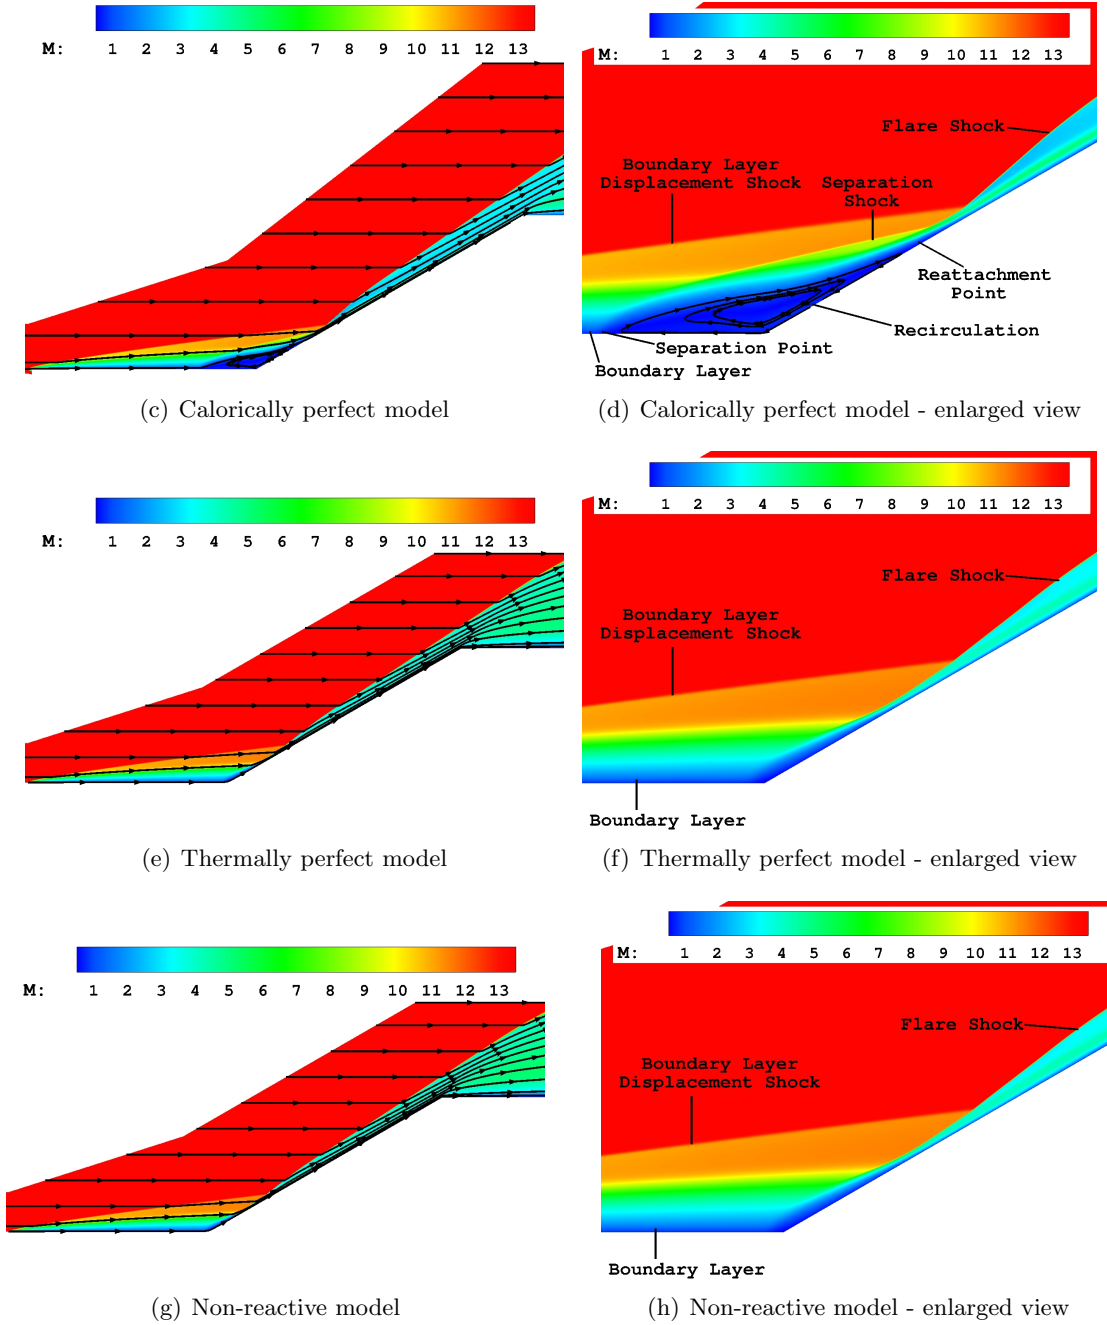 M: 1 2 3 4 5 6 7 8 9 10 11 12 13
M: 1 2 3 4 5 6 7 8 9 10 11 12 13
Flare Shock
Boundary Layer
Displacement Shock
Separation
Shock
Reattachment
Point
Recirculation
Separation Point
Boundary Layer
(c) Calorically perfect model
(d) Calorically perfect model - enlarged view
M: 1 2 3 4 5 6 7 8 9 10 11 12 13
M: 1 2 3 4 5 6 7 8 9 10 11 12 13
Flare Shock
Boundary Layer
Displacement Shock
Boundary Layer
(e) Thermally perfect model
(f) Thermally perfect model - enlarged view
M: 1 2 3 4 5 6 7 8 9 10 11 12 13
M: 1 2 3 4 5 6 7 8 9 10 11 12 13
Flare Shock
Boundary Layer
Displacement Shock
Boundary Layer
(g) Non-reactive model
(h) Non-reactive model - enlarged view